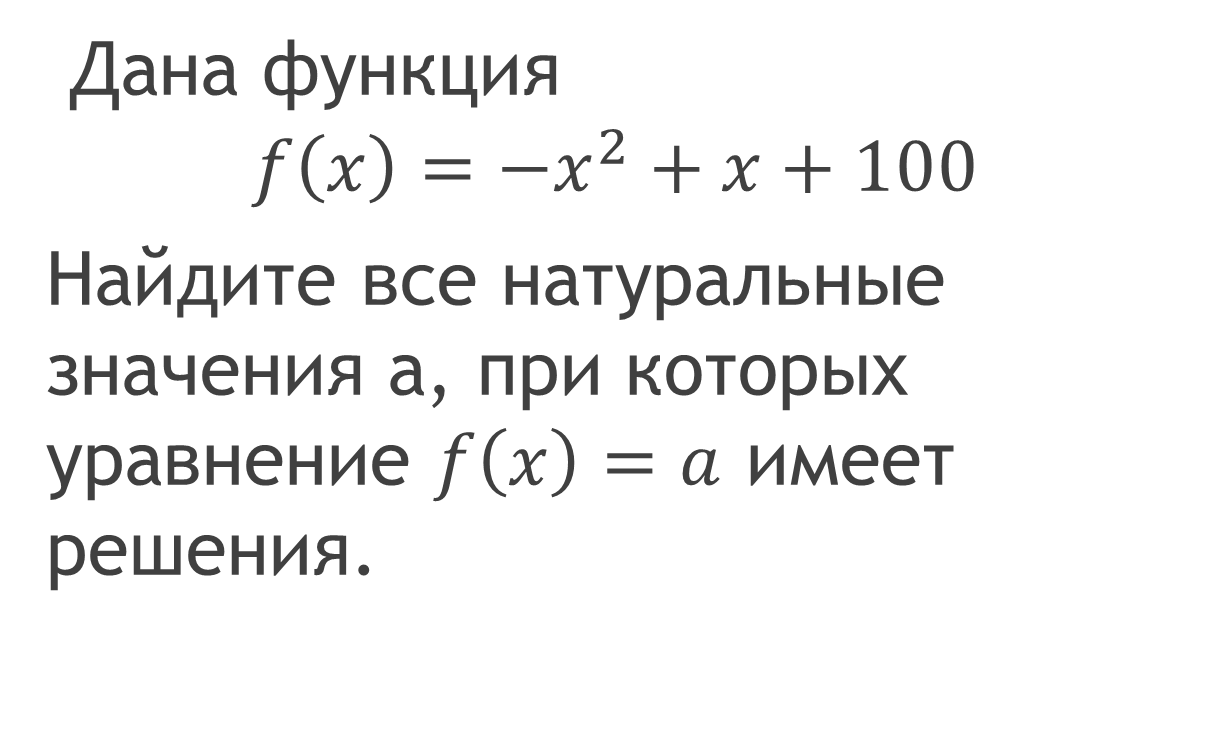 Дана функция
f(x) = −x² + x + 100
Найдите все натуральные
значения а, при которых
уравнение f(x) = a имеет
решения.